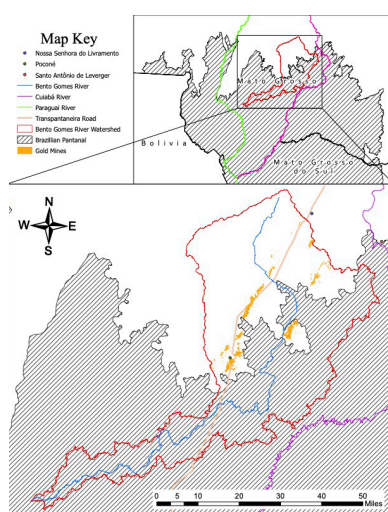 Map Key
Nossa Senhora do Livramento
Poconé
Santo Antônio de Leverger
Bento Gomes River
Cuiabá River
Paraguai River
Transpantaneira Road
Bento Gomes River Watershed
Brazillian Pantanal
Gold Mines
Mato Grosso
Bolivia
Mato Grosso
do Sul
N
W E
S
0 5 10 20 30 40 50
Miles